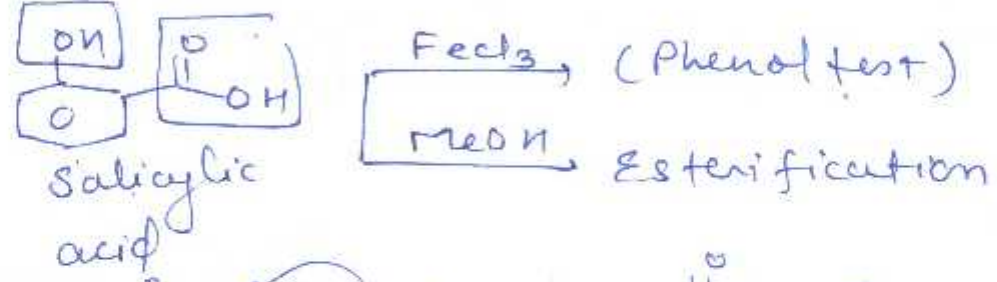 OH O
FeCl3 (Phenol test)
OH
MeOH Esterification
Salicylic
acid